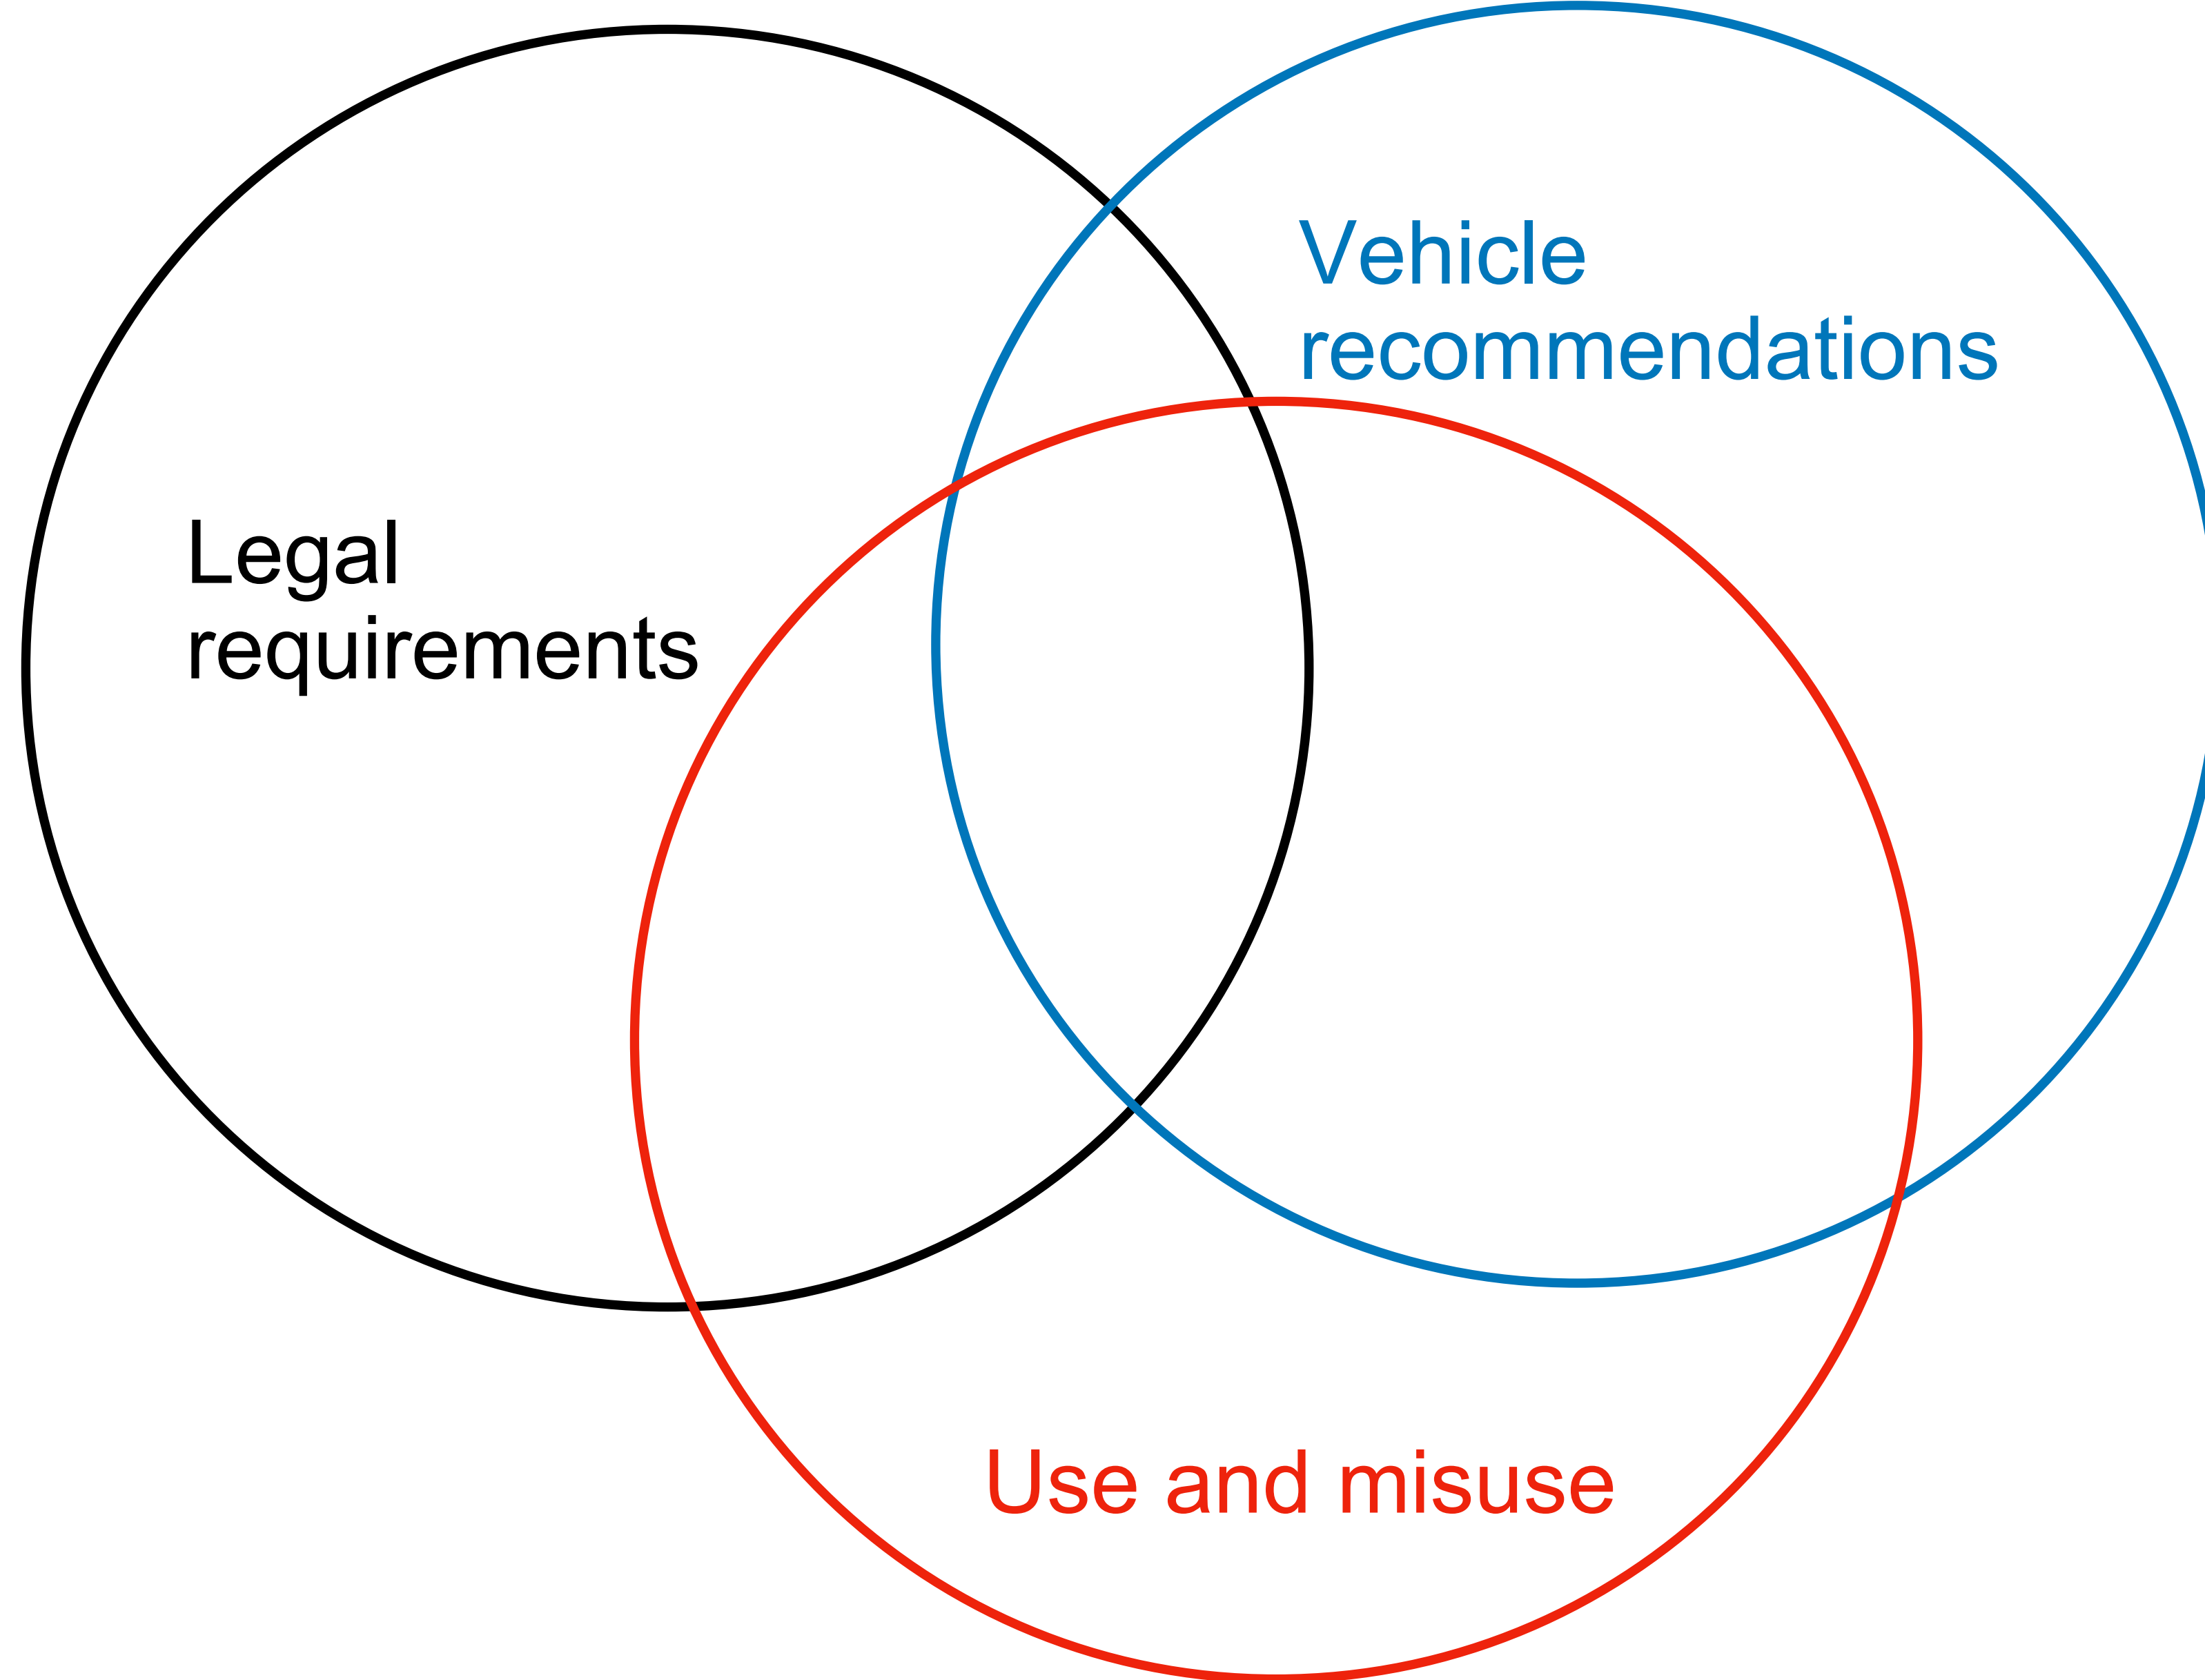 Vehicle
recommendations
Legal
requirements
Use and misuse